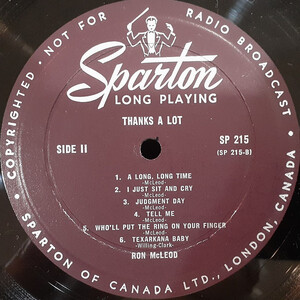 COPYRIGHTED • NOT FOR RADIO BROADCAST •
Sparton
LONG PLAYING
THANKS A LOT
SIDE II
SP 215
(SP 215-B)
1. A LONG, LONG TIME
-McLeod-
2. I JUST SIT AND CRY
-McLeod-
3. JUDGMENT DAY
-McLeod-
4. TELL ME
-McLeod-
5. WHO'LL PUT THE RING ON YOUR FINGER
-McLeod-
6. TEXARKANA BABY
-Willing-Clark-
RON McLEOD
SPARTON OF CANADA LTD., LONDON, CANADA.